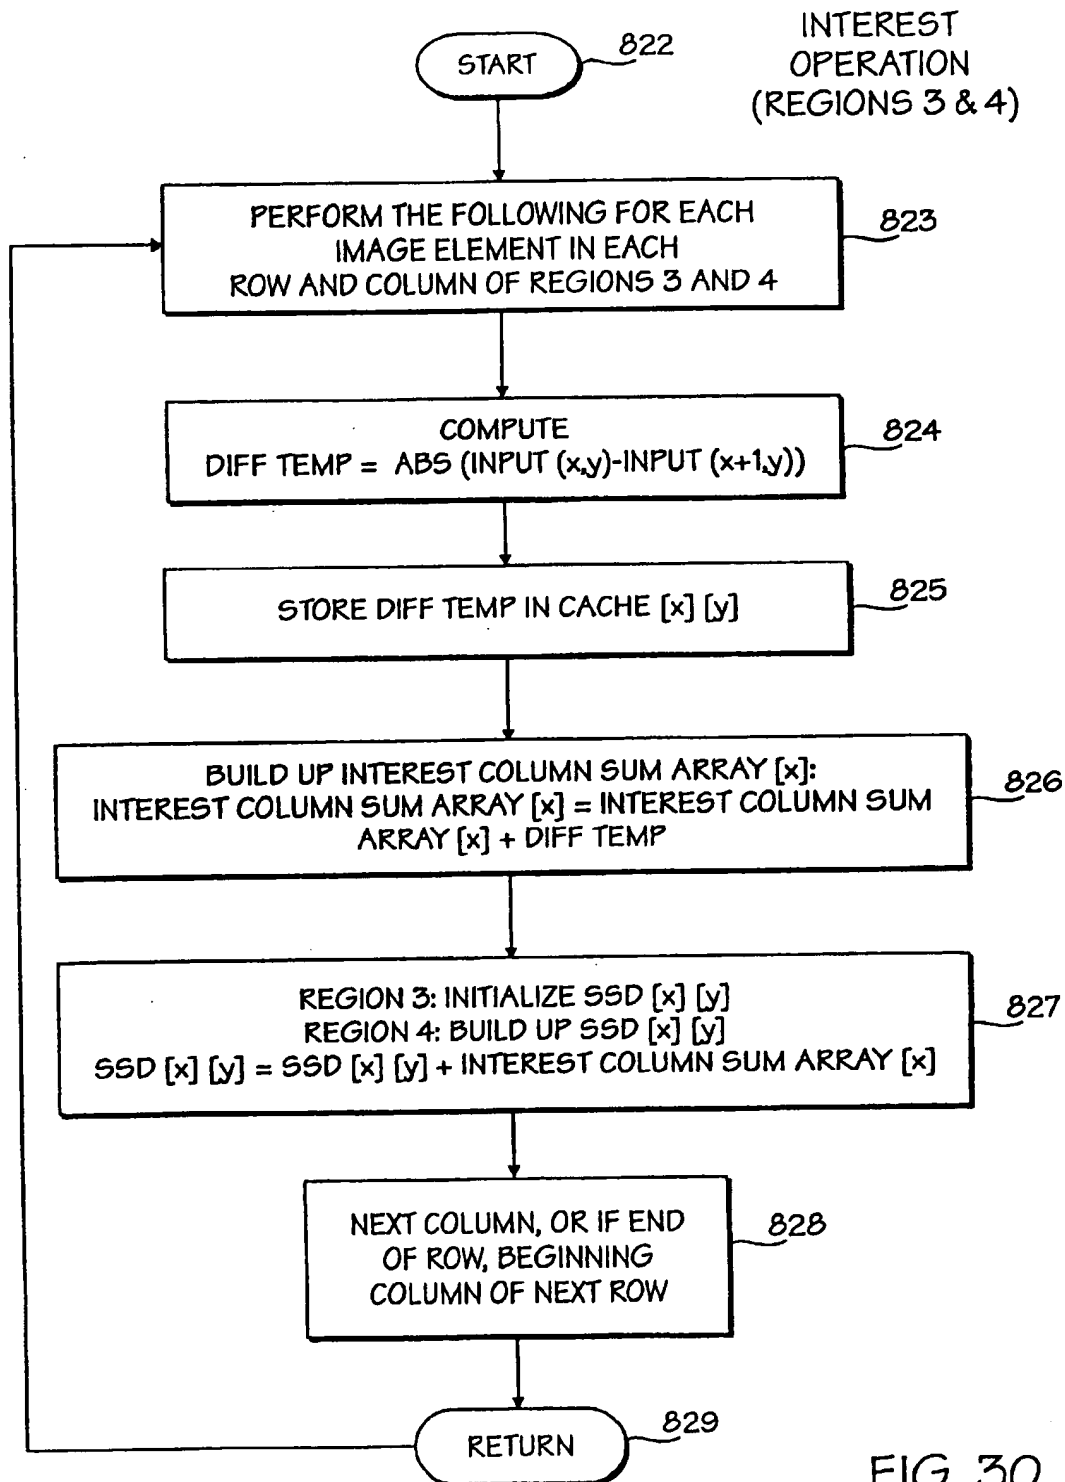 INTEREST
OPERATION
(REGIONS 3 & 4)
START
822
PERFORM THE FOLLOWING FOR EACH
IMAGE ELEMENT IN EACH
ROW AND COLUMN OF REGIONS 3 AND 4
823
COMPUTE
DIFF TEMP = ABS (INPUT (x,y)-INPUT (x+1,y))
824
STORE DIFF TEMP IN CACHE [x] [y]
825
BUILD UP INTEREST COLUMN SUM ARRAY [x]:
INTEREST COLUMN SUM ARRAY [x] = INTEREST COLUMN SUM
ARRAY [x] + DIFF TEMP
826
REGION 3: INITIALIZE SSD [x] [y]
REGION 4: BUILD UP SSD [x] [y]
SSD [x] [y] = SSD [x] [y] + INTEREST COLUMN SUM ARRAY [x]
827
NEXT COLUMN, OR IF END
OF ROW, BEGINNING
COLUMN OF NEXT ROW
828
RETURN
829
FIG. 30